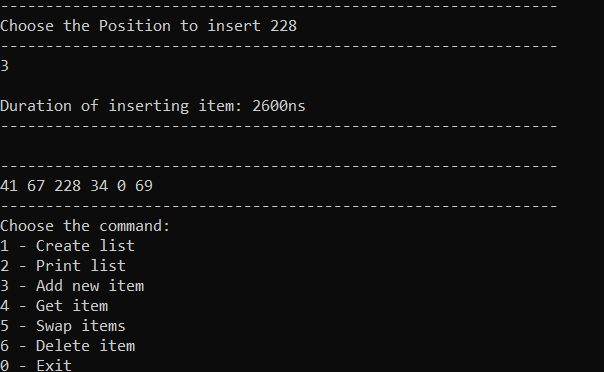 --------------------------------------------------------------
Choose the Position to insert 228
--------------------------------------------------------------
3
Duration of inserting item: 2600ns
--------------------------------------------------------------
--------------------------------------------------------------
41 67 228 34 0 69
--------------------------------------------------------------
Choose the command:
1 - Create list
2 - Print list
3 - Add new item
4 - Get item
5 - Swap items
6 - Delete item
0 - Exit